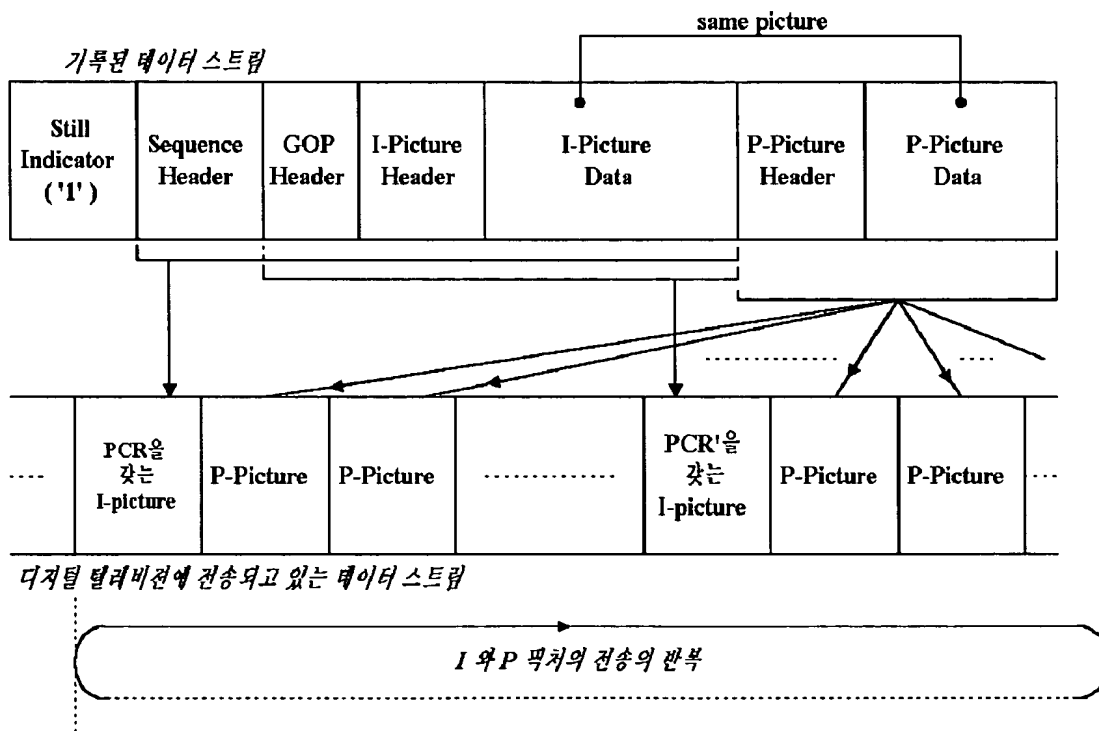 same picture
기록된 데이터 스트림
Still
Indicator
('1')
Sequence
Header
GOP
Header
I-Picture
Header
I-Picture
Data
P-Picture
Header
P-Picture
Data
PCR을
갖는
I-picture
P-Picture
P-Picture
PCR'을
갖는
I-picture
P-Picture
P-Picture
디지털 텔레비전에 전송되고 있는 데이터 스트림
I 와 P 픽처의 전송의 반복